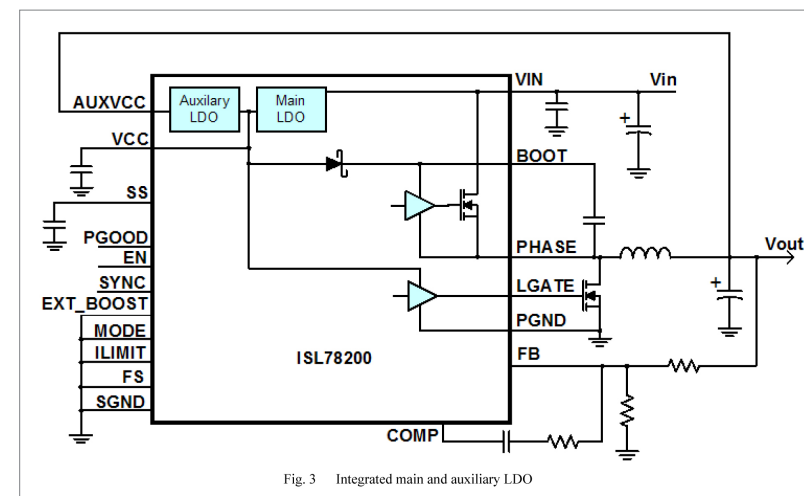 VIN
Vin
Auxilary
LDO
Main
LDO
AUXVCC
+
VCC
BOOT
SS
PGOOD
EN
PHASE
Vout
SYNC
LGATE
+
EXT_BOOST
MODE
PGND
ILIMIT
ISL78200
FB
FS
SGND
COMP
Fig. 3 Integrated main and auxiliary LDO